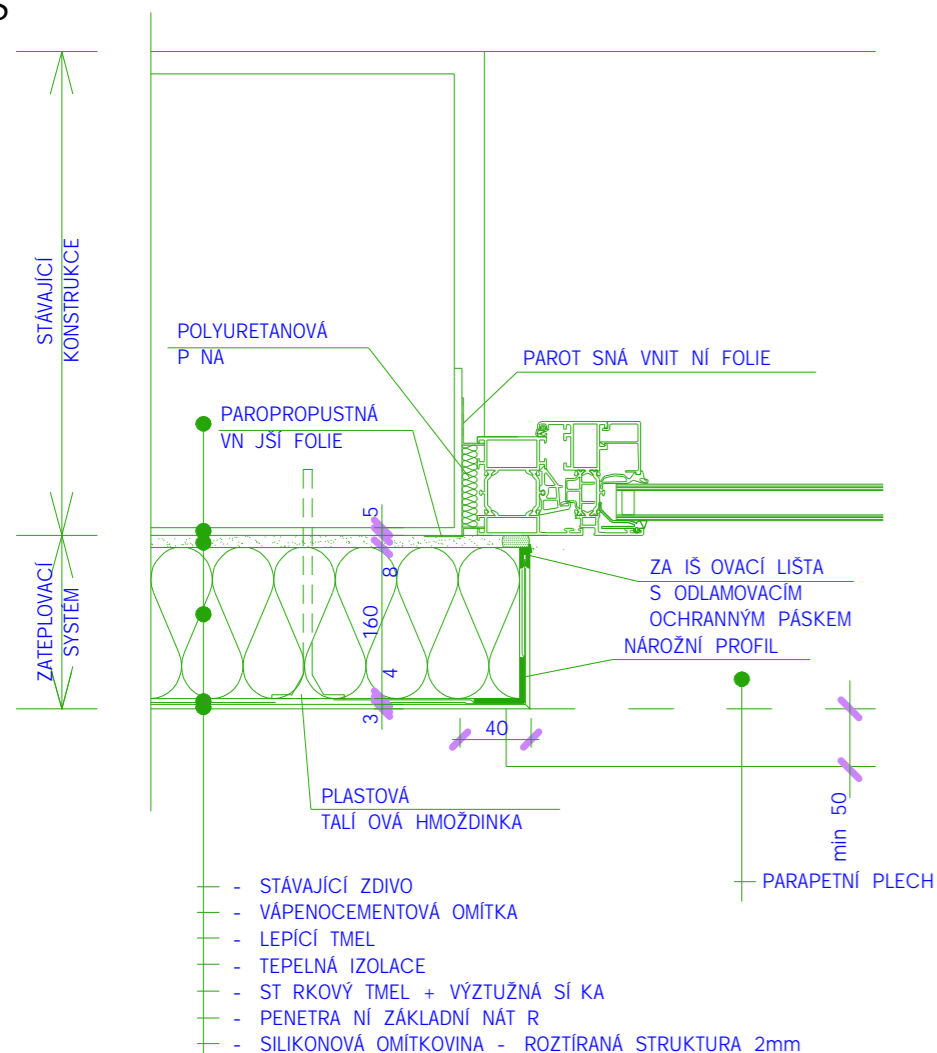 STÁVAJÍCÍ
KONSTRUKCE
POLYURETANOVÁ
P NA
PAROT SNÁ VNIT NÍ FOLIE
PAROPROPUSTNÁ
VN JŠÍ FOLIE
5
8
160
4
3
ZATEPLOVACÍ
SYSTÉM
ZA IŠ OVACÍ LIŠTA
S ODLAMOVACÍM
OCHRANNÝM PÁSKEM
NÁROŽNÍ PROFIL
40
min 50
PLASTOVÁ
TALÍ OVÁ HMOŽDINKA
PARAPETNÍ PLECH
- STÁVAJÍCÍ ZDIVO
- VÁPENOCEMENTOVÁ OMÍTKA
- LEPÍCÍ TMEL
- TEPELNÁ IZOLACE
- ST RKOVÝ TMEL + VÝZTUŽNÁ SÍ KA
- PENETRA NÍ ZÁKLADNÍ NÁT R
- SILIKONOVÁ OMÍTKOVINA - ROZTÍRANÁ STRUKTURA 2mm